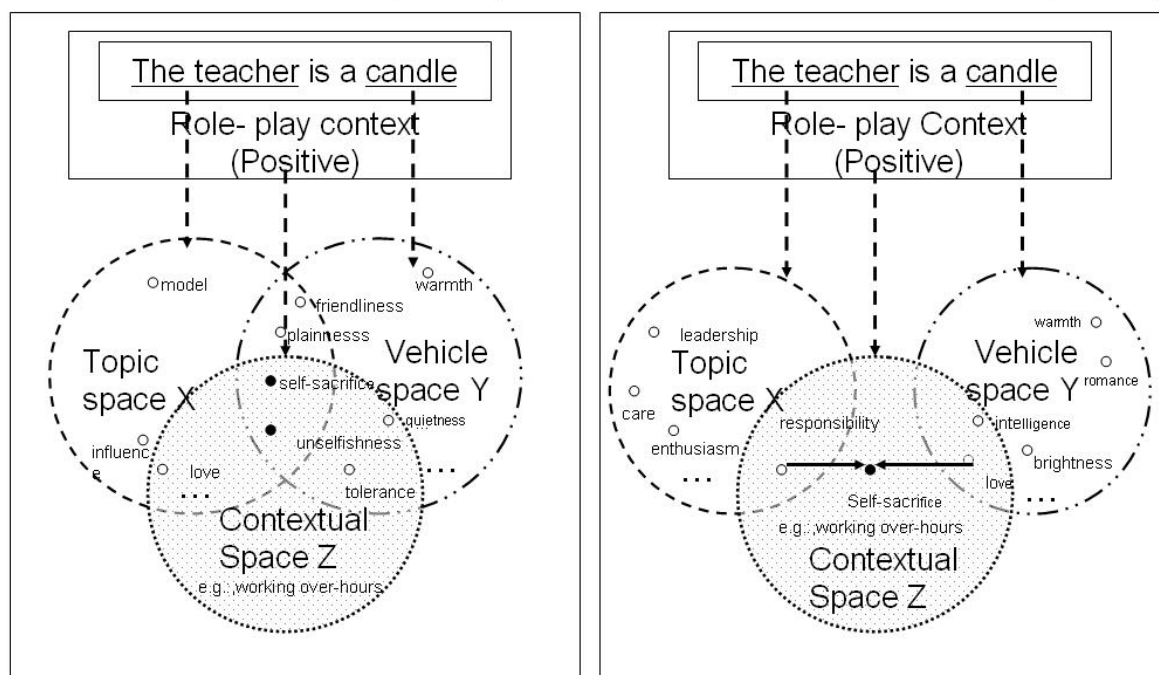 The teacher is a candle
Role- play context
(Positive)
model
warmth
friendliness
plainnesss
Topic
space X
Vehicle
space Y
self-sacrifice
quietness
...
influenc
e
unselfishness
love
...
tolerance
...
Contextual
Space Z
e.g.:,working over-hours
The teacher is a candle
Role- play Context
(Positive)
leadership
warmth
Topic
space X
Vehicle
space Y
romance
care
responsibility
intelligence
enthusiasm
brightness
...
love
...
Self-sacrifice
e.g.:,working over-hours
Contextual
Space Z